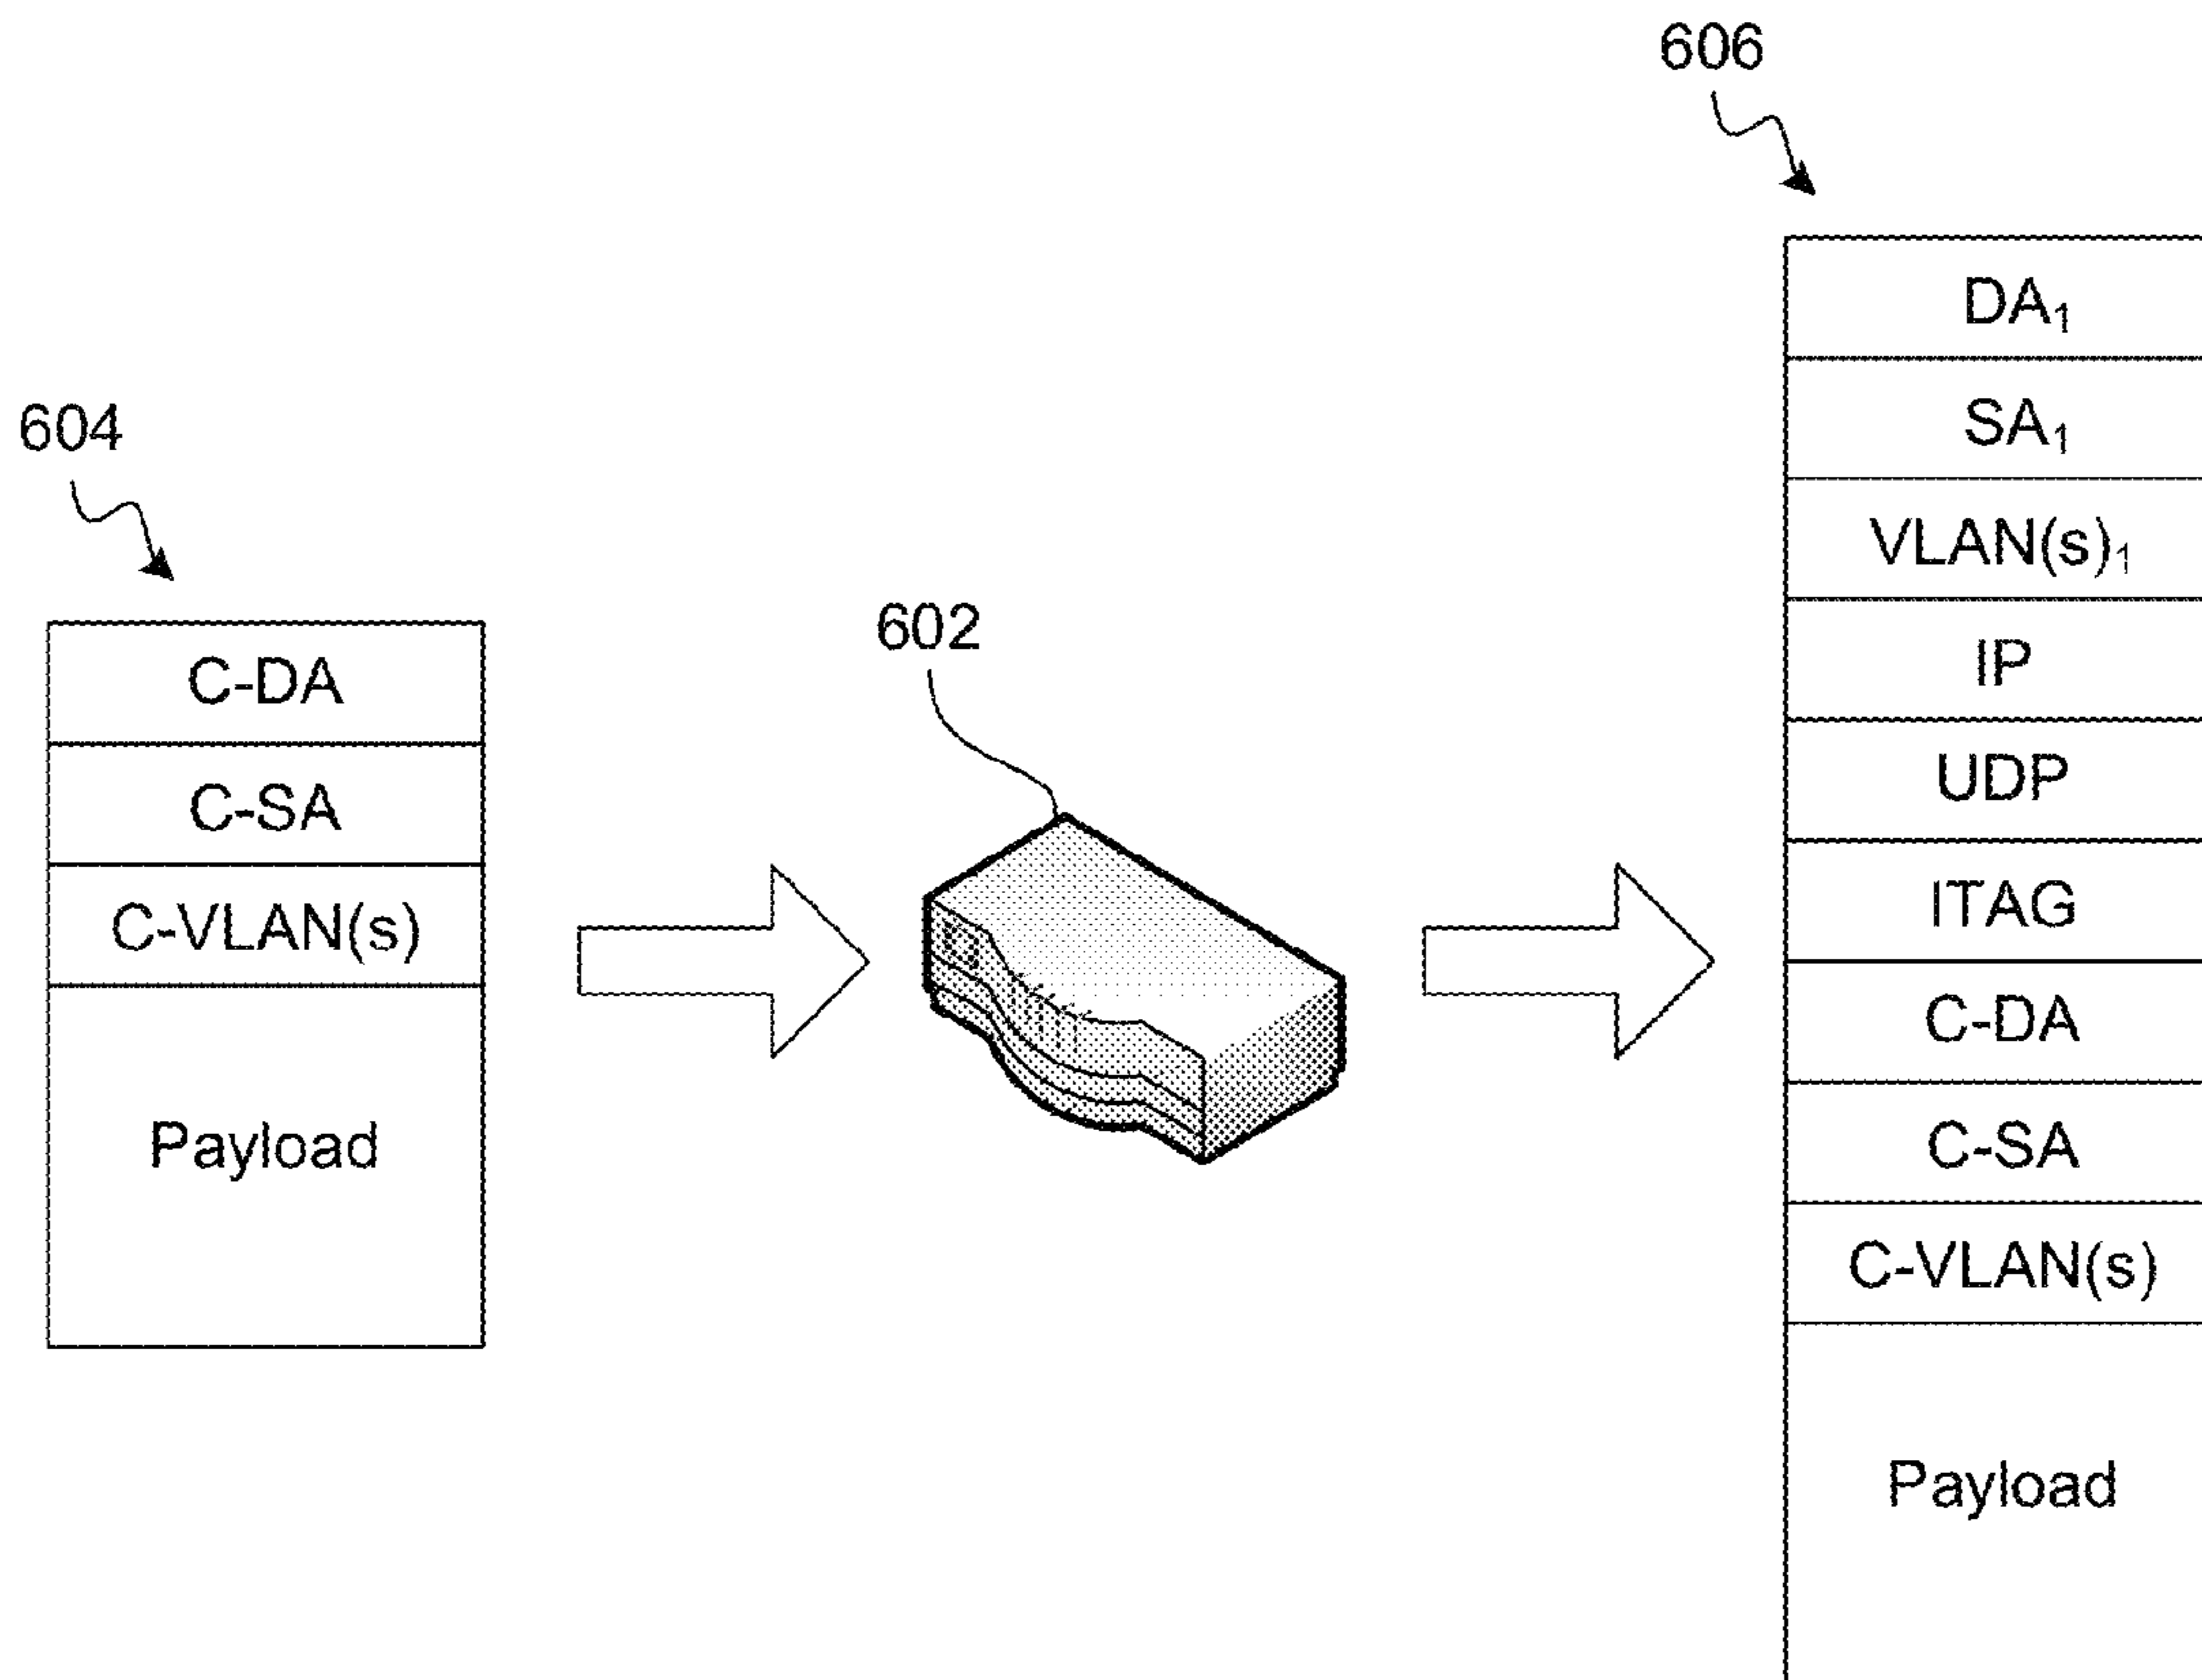 604
C-DA
C-SA
C-VLAN(s)
Payload
602
606
DA₁
SA₁
VLAN(s)₁
IP
UDP
ITAG
C-DA
C-SA
C-VLAN(s)
Payload